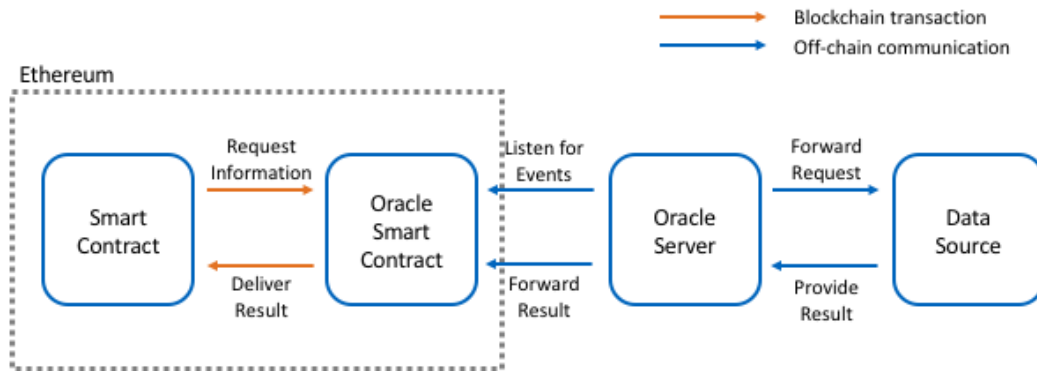 Blockchain transaction
Off-chain communication
Ethereum
Request
Information
Listen for
Events
Forward
Request
Smart
Contract
Oracle
Smart
Contract
Oracle
Server
Data
Source
Deliver
Result
Forward
Result
Provide
Result